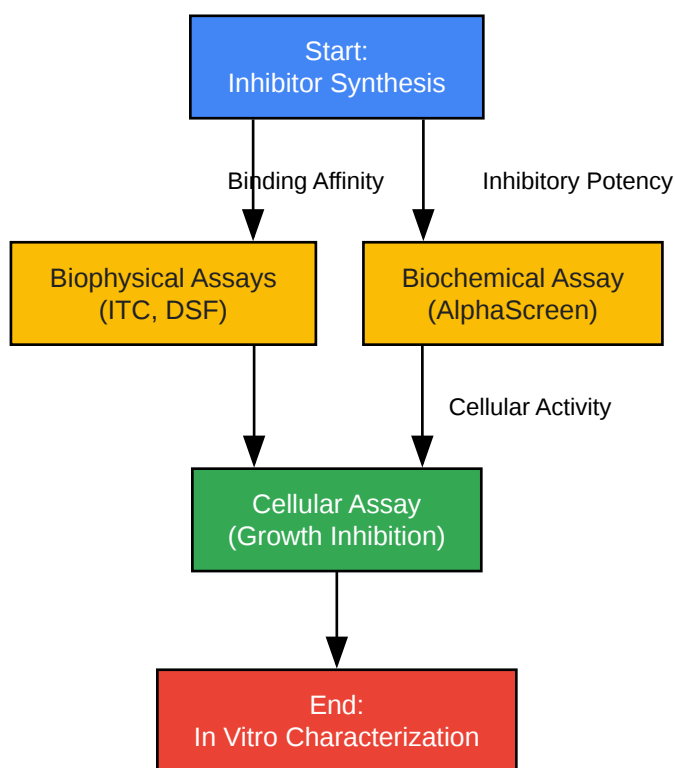 Start:
Inhibitor Synthesis
Binding Affinity
Inhibitory Potency
Biophysical Assays
(ITC, DSF)
Biochemical Assay
(AlphaScreen)
Cellular Activity
Cellular Assay
(Growth Inhibition)
End:
In Vitro Characterization